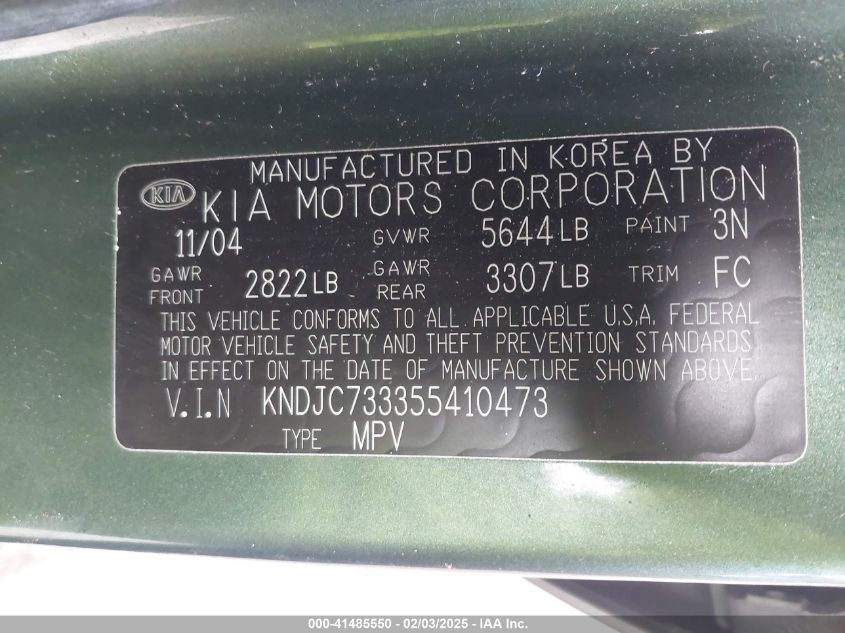 MANUFACTURED IN KOREA BY
KIA KIA MOTORS CORPORATION
11/04 GVWR 5644LB PAINT 3N
GAWR FRONT 2822LB GAWR REAR 3307LB TRIM FC
THIS VEHICLE CONFORMS TO ALL APPLICABLE U.S.A. FEDERAL
MOTOR VEHICLE SAFETY AND THEFT PREVENTION STANDARDS
IN EFFECT ON THE DATE OF MANUFACTURE SHOWN ABOVE.
V.I.N KNDJC733355410473
TYPE MPV
000-41485550 - 02/03/2025 - IAA Inc.